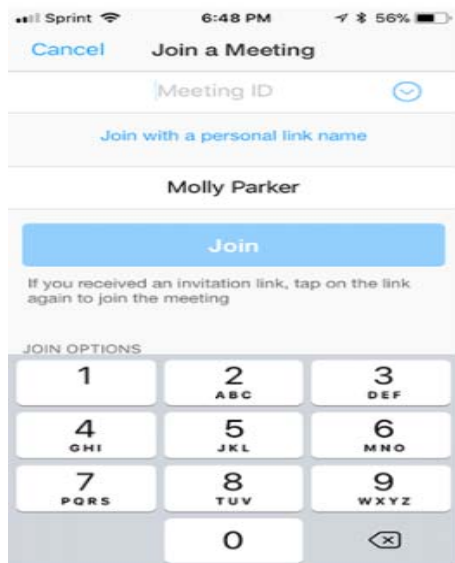 Sprint 6:48 PM 56%
Cancel Join a Meeting
Meeting ID
Join with a personal link name
Molly Parker
Join
If you received an invitation link, tap on the link
again to join the meeting
JOIN OPTIONS
1 2 3
ABC DEF
4 5 6
GHI JKL MNO
7 8 9
PQRS TUV WXYZ
0